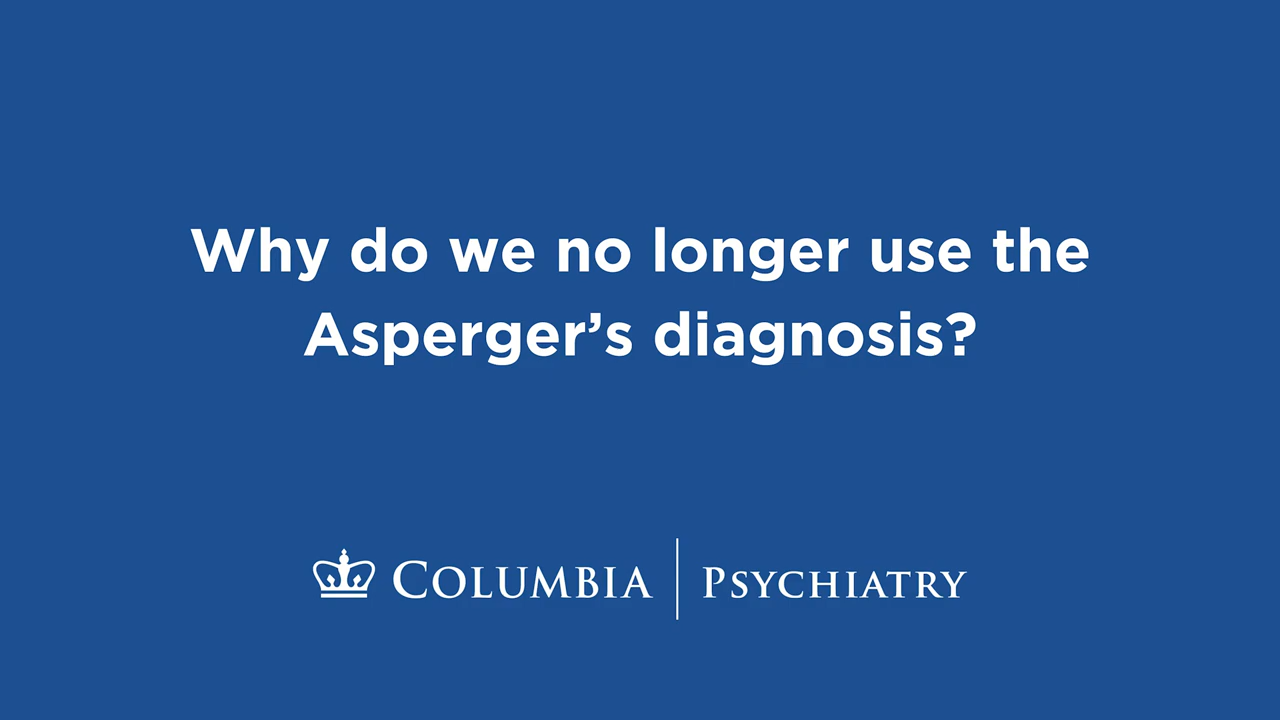 Why do we no longer use the
Asperger’s diagnosis?
COLUMBIA | PSYCHIATRY